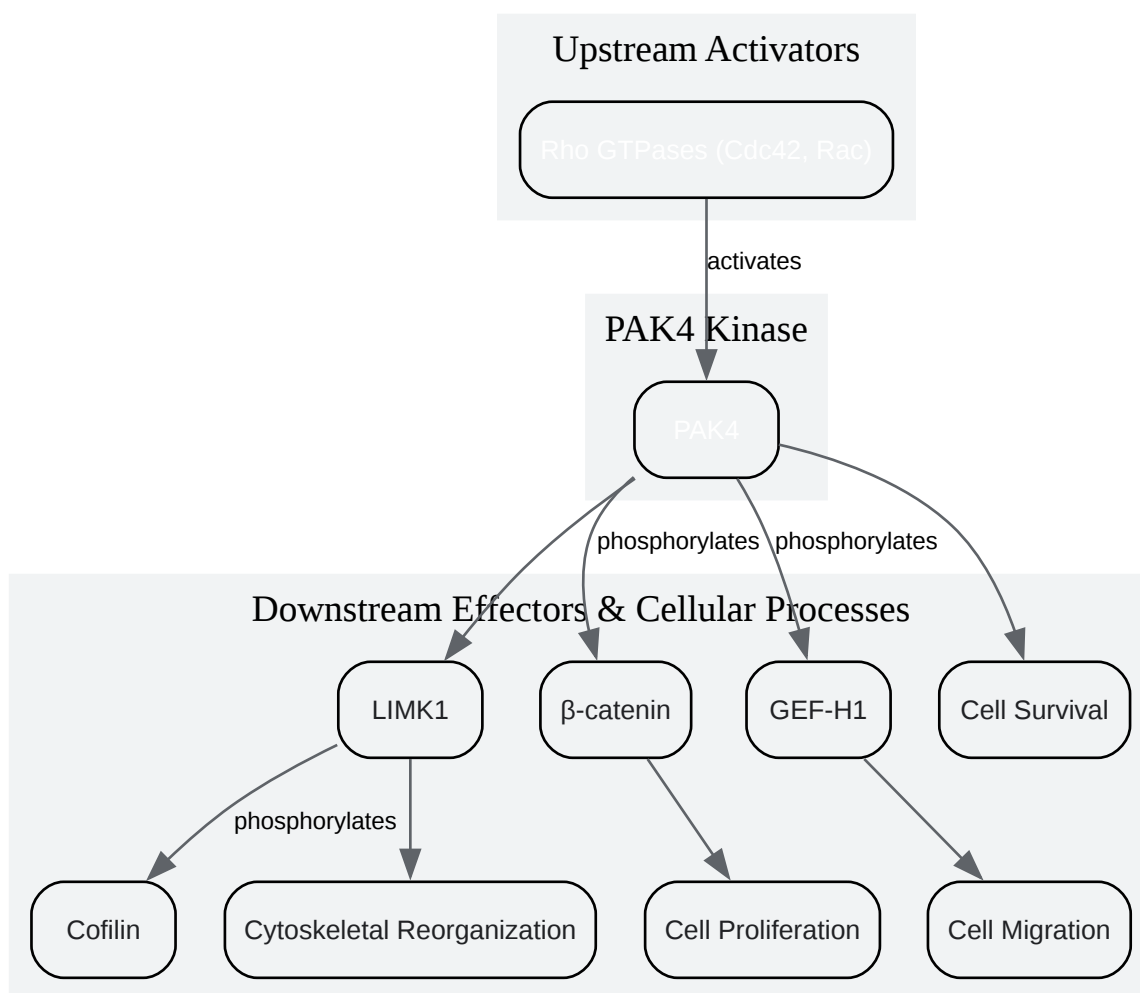 Upstream Activators
Rho GTPases (Cdc42, Rac)
activates
PAK4 Kinase
PAK4
phosphorylates
phosphorylates
Downstream Effectors & Cellular Processes
LIMK1
β-catenin
GEF-H1
Cell Survival
phosphorylates
Cofilin
Cytoskeletal Reorganization
Cell Proliferation
Cell Migration